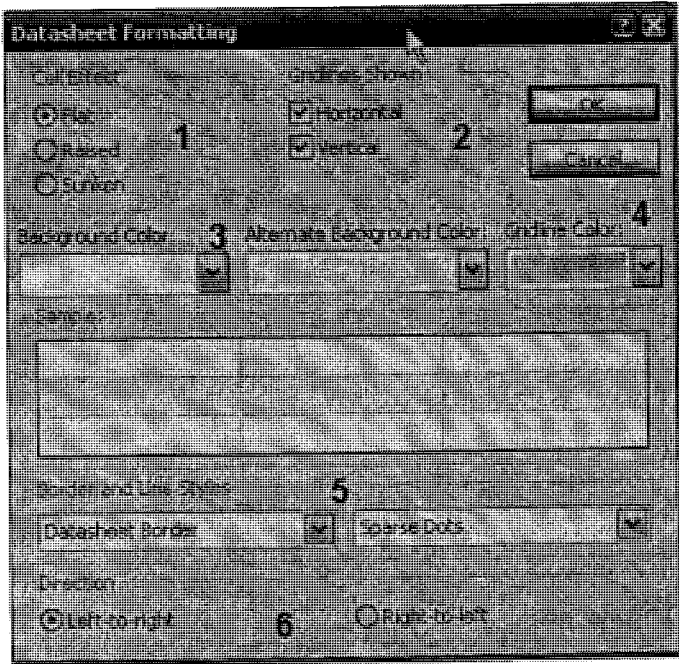 Datasheet Formatting
Cell Effect
Gridlines Shown
Flat
Horizontal
OK
1
2
Raised
Vertical
Cancel
Sunken
4
Background Color:
3
Alternate Background Color:
Gridline Color:
Sample:
Border and Line Styles
5
Datasheet Border
Sparse Dots
Direction
Left-to-right
6
Right-to-left